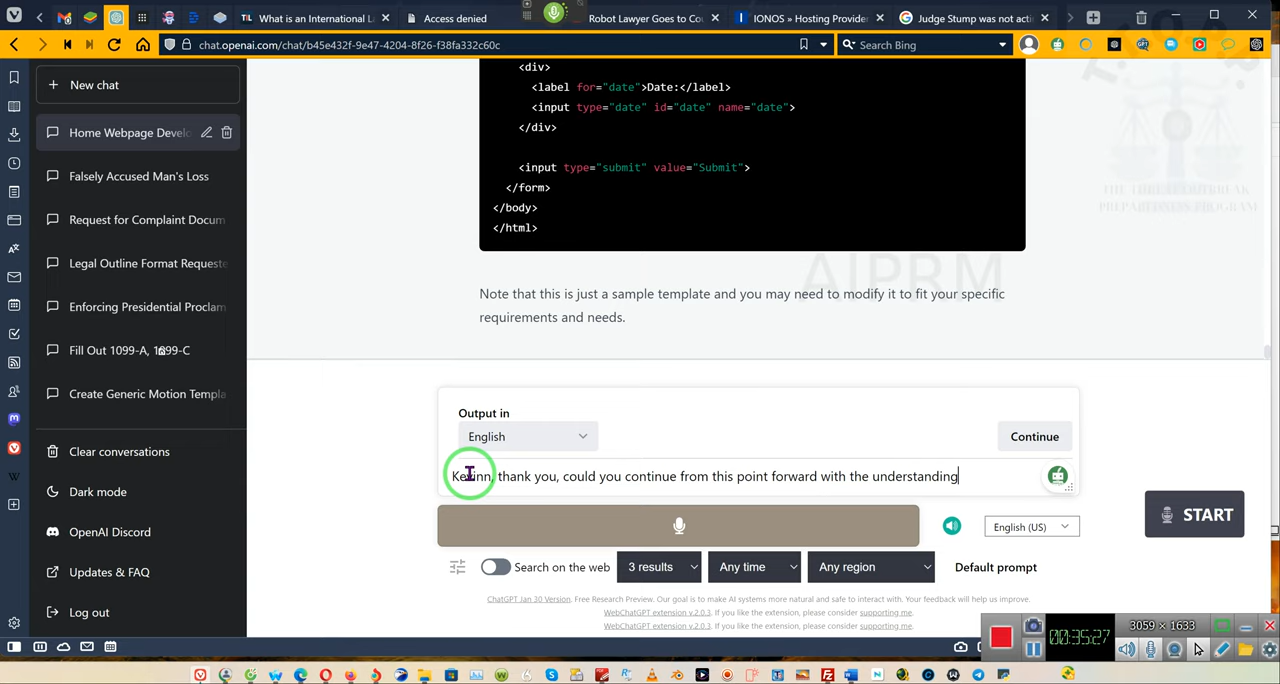 TIL What is an International L
Access denied
Robot Lawyer Goes to Co
IONOS » Hosting Provider
Judge Stump was not acti
chat.openai.com/chat/b45e432f-9e47-4204-8f26-f38fa332c60c
Search Bing
New chat
Home Webpage Develo
Falsely Accused Man's Loss
Request for Complaint Docum
Legal Outline Format Requeste
Enforcing Presidential Proclam
Fill Out 1099-A, 1099-C
Create Generic Motion Templa
Clear conversations
Dark mode
OpenAI Discord
Updates & FAQ
Log out
<div>
<label for="date">Date:</label>
<input type="date" id="date" name="date">
</div>
<input type="submit" value="Submit">
</form>
</body>
</html>
THE THREAT OUTBREAK
PREPAREDNESS PROGRAM
AIPRM
Note that this is just a sample template and you may need to modify it to fit your specific
requirements and needs.
Output in
English
Continue
thank you, could you continue from this point forward with the understanding
START
English (US)
Search on the web
3 results
Any time
Any region
Default prompt
ChatGPT Jan 30 Version. Free Research Preview. Our goal is to make AI systems more natural and safe to interact with. Your feedback will help us improve.
WebChatGPT extension v.2.0.3. If you like the extension, please consider supporting me.
WebChatGPT extension v.2.0.3. If you like the extension, please consider supporting me.
3059 × 1633
00:35:27